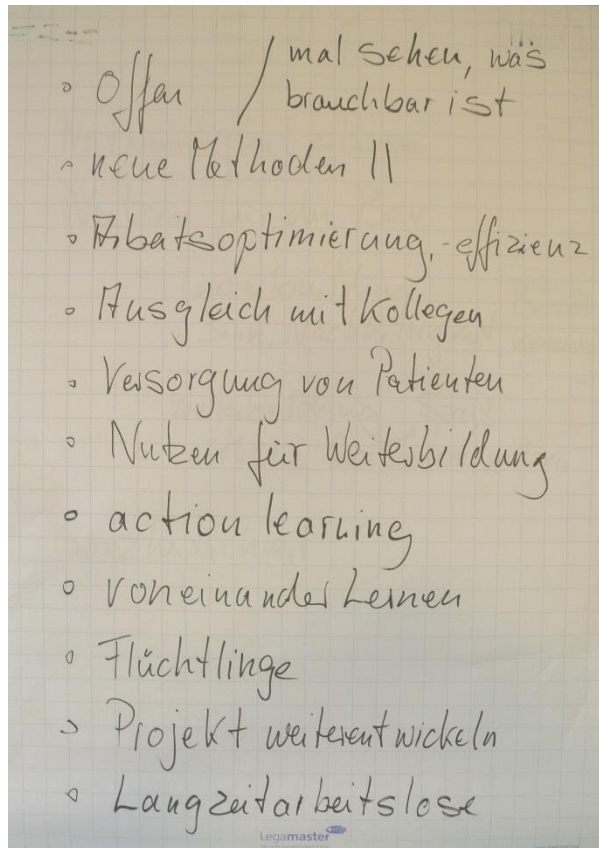 ◦ Offen / mal sehen, was
brauchbar ist
◦ neue Methoden ||
◦ Arbeitsoptimierung, -effizienz
◦ Ausgleich mit Kollegen
◦ Versorgung von Patienten
◦ Nutzen für Weiterbildung
◦ action learning
◦ voneinander Lernen
◦ Flüchtlinge
◦ Projekt weiterentwickeln
◦ Langzeitarbeitslose
Legamaster